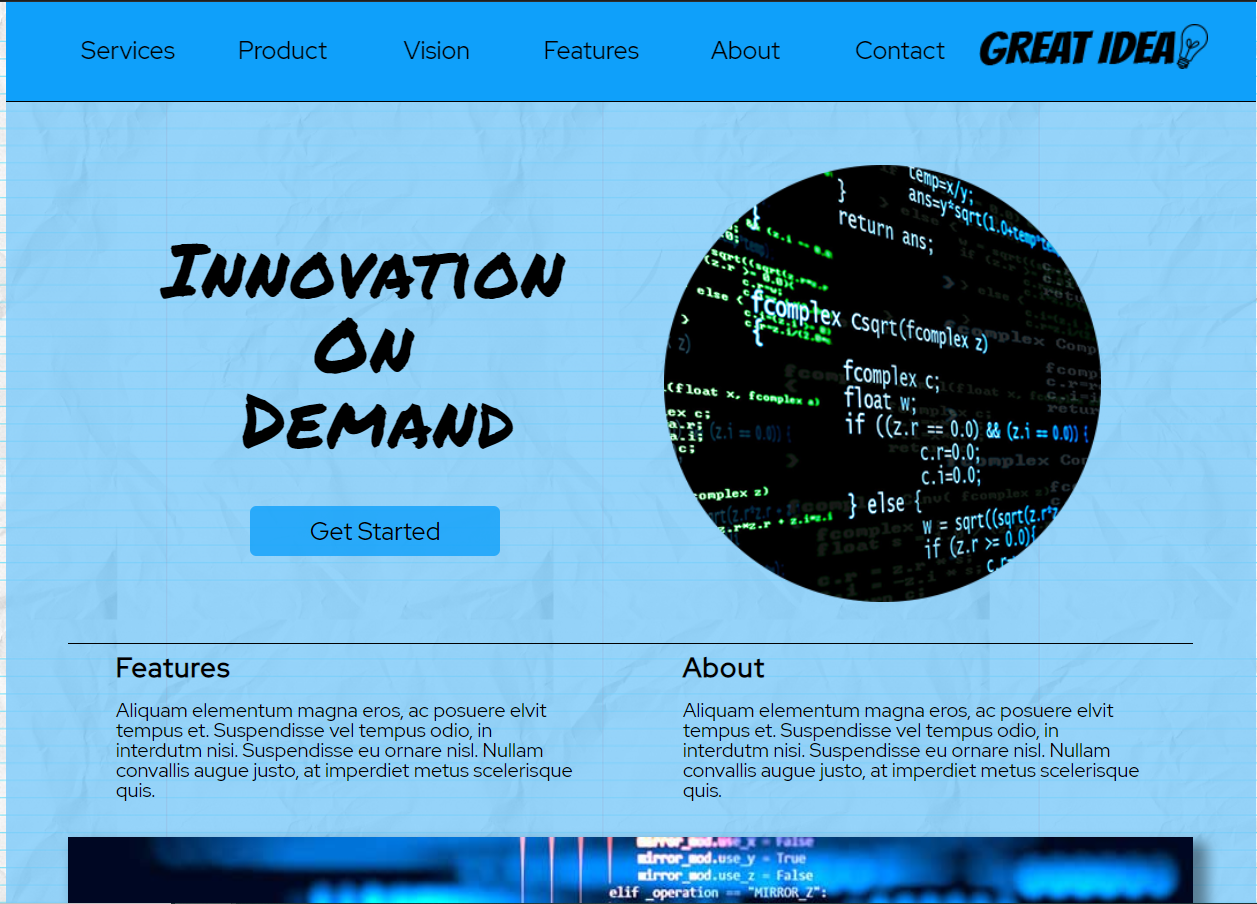 Services Product Vision Features About Contact GREAT IDEA
Innovation
On
Demand
Get Started
temp=x/y;
ans=y*sqrt(1.0+temp*te
}
return ans;
else {
fcomplex Csqrt(fcomplex z)
{
fcomplex c;
float w;
if ((z.r == 0.0) && (z.i == 0.0)) {
c.r=0.0;
c.i=0.0;
} else {
w = sqrt((sqrt(z.r*z
if (z.r >= 0.0){
(float x, fcomplex a)
omplex z)
z.r*z.r + z.i*z.i
Features
Aliquam elementum magna eros, ac posuere elvit
tempus et. Suspendisse vel tempus odio, in
interdutm nisi. Suspendisse eu ornare nisl. Nullam
convallis augue justo, at imperdiet metus scelerisque
quis.
About
Aliquam elementum magna eros, ac posuere elvit
tempus et. Suspendisse vel tempus odio, in
interdutm nisi. Suspendisse eu ornare nisl. Nullam
convallis augue justo, at imperdiet metus scelerisque
quis.
mirror_mod.use_x = False
mirror_mod.use_y = True
mirror_mod.use_z = False
elif _operation == "MIRROR_Z":